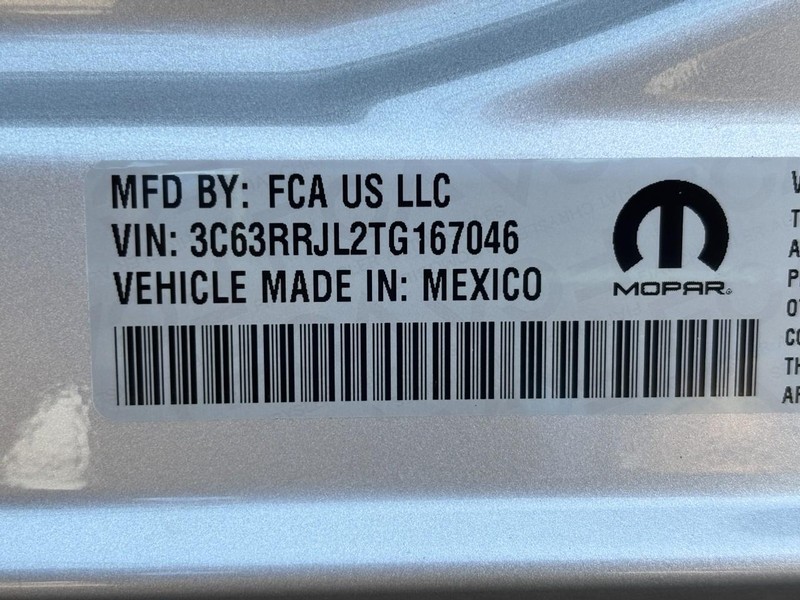 MFD BY: FCA US LLC
VIN: 3C63RRJL2TG167046
VEHICLE MADE IN: MEXICO
MOPAR